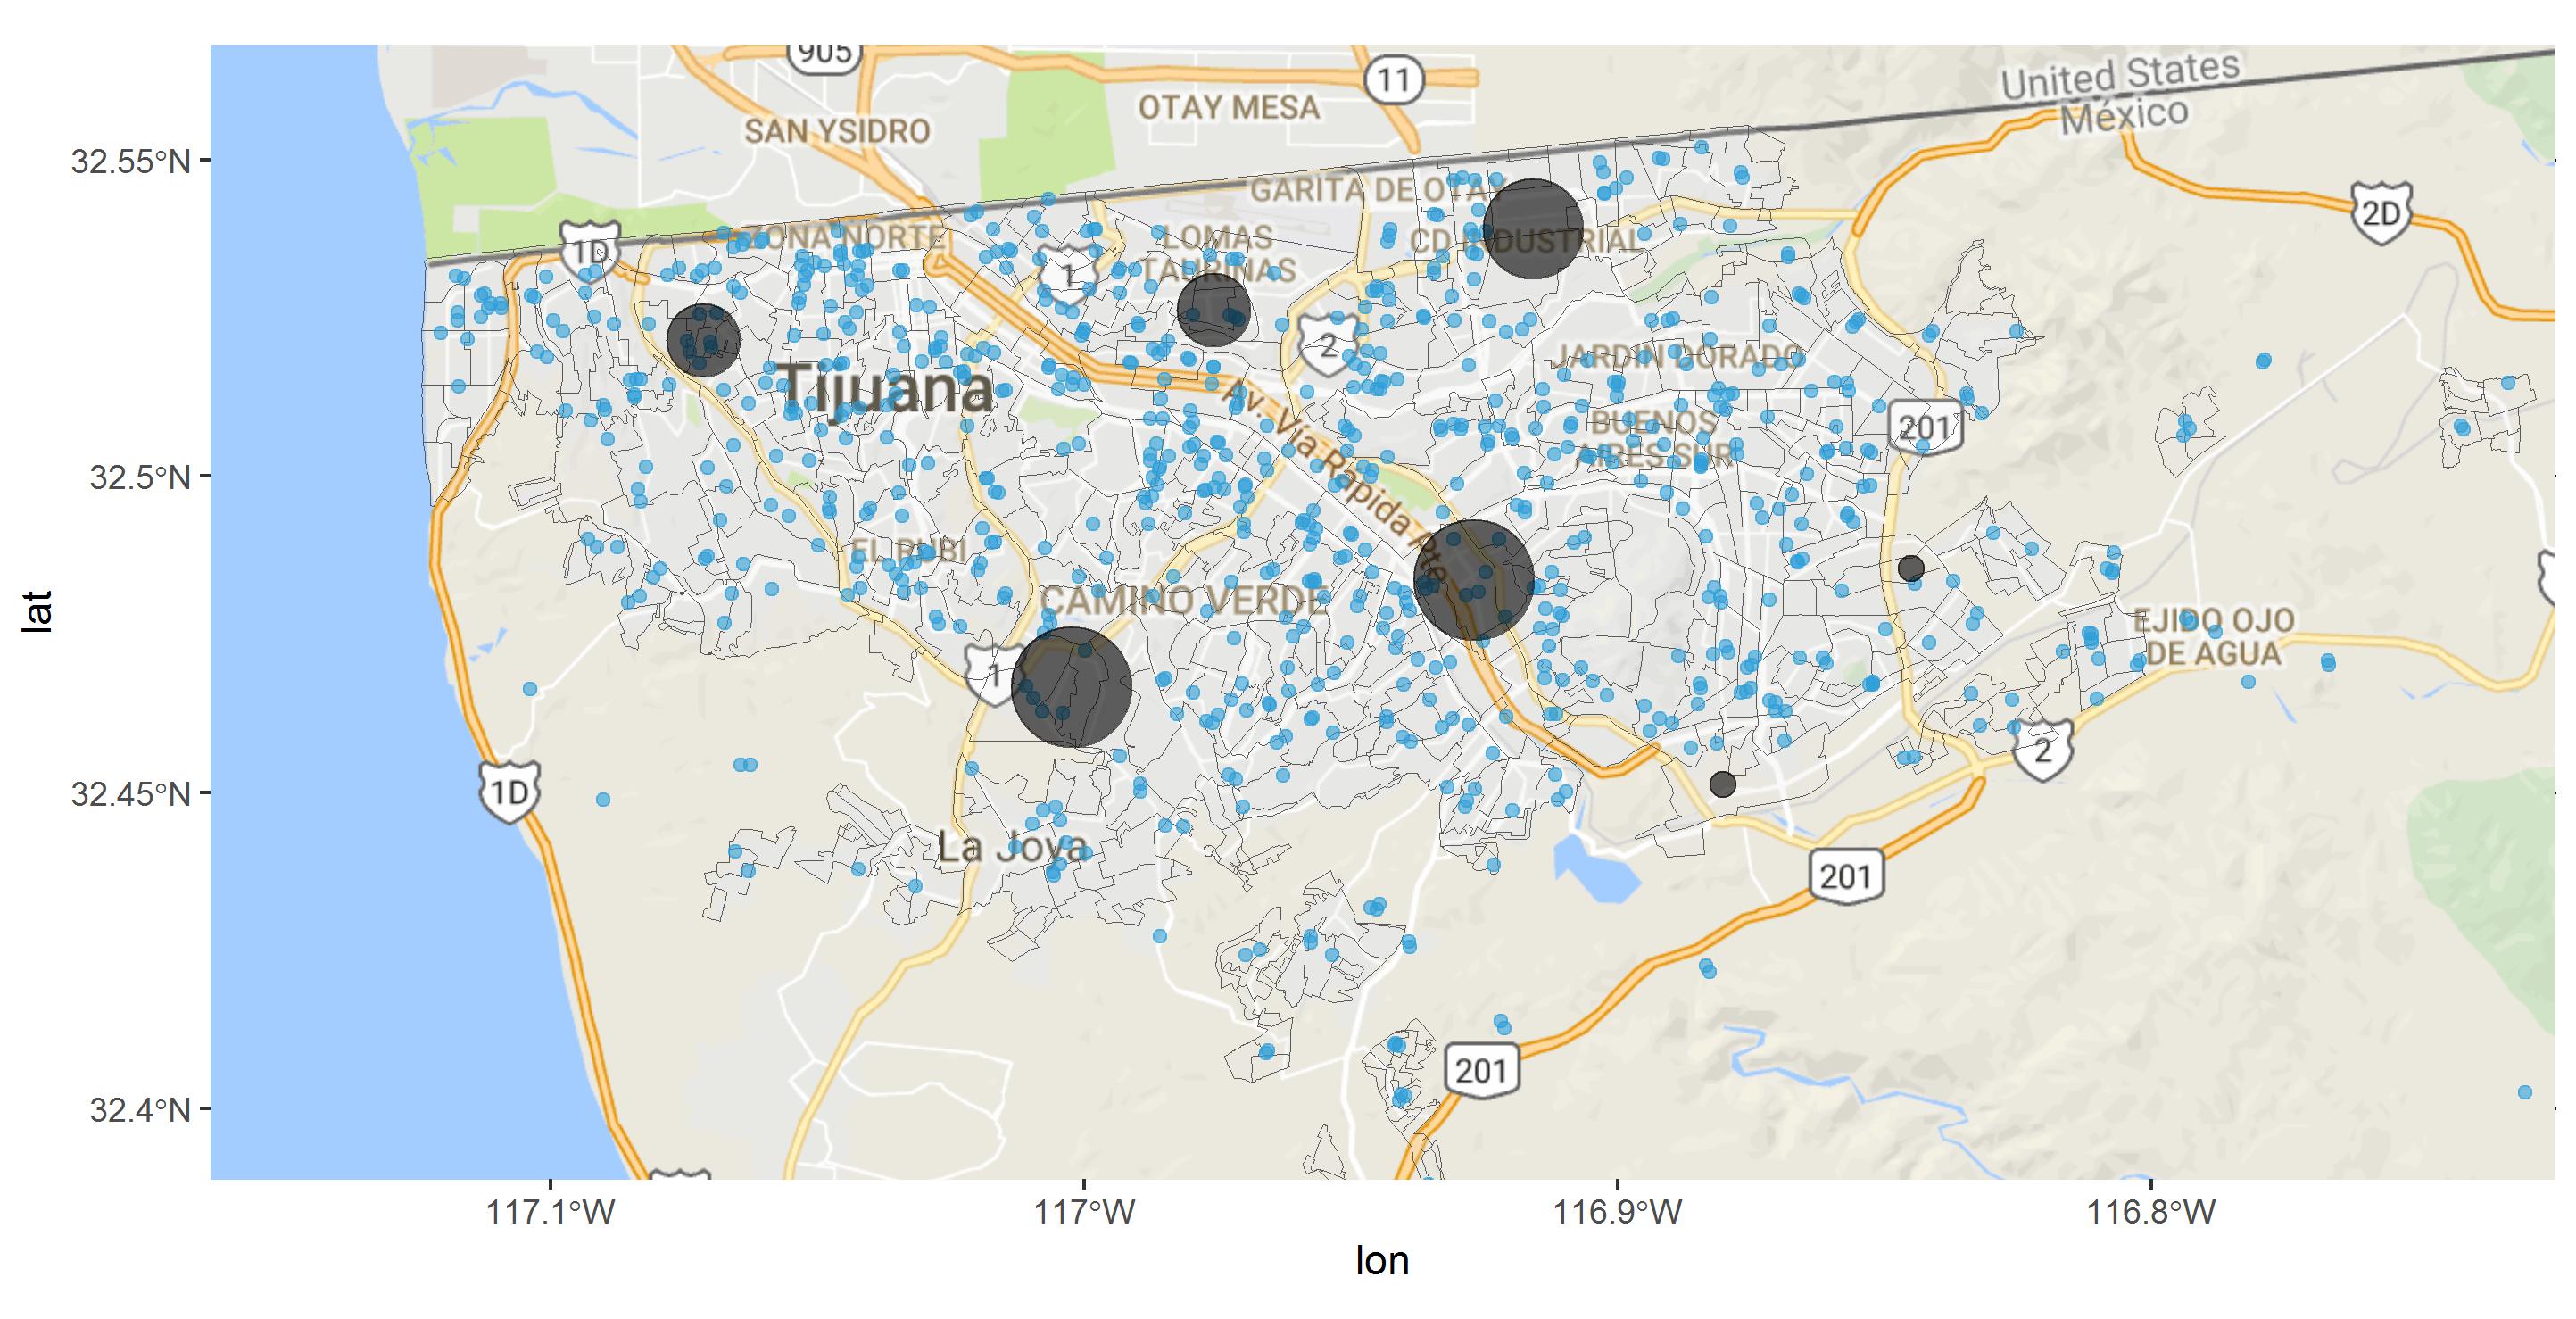 905
11
United States
México
SAN YSIDRO
OTAY MESA
32.55°N
GARITA DE OTAY
2D
1D
ZONA NORTE
LOMAS
TAURINAS
CD INDUSTRIAL
1
2
JARDIN DORADO
Tijuana
Av. Vía Rapida Pte
BUENOS
AIRES SUR
201
32.5°N
EL RUBI
CAMINO VERDE
lat
EJIDO OJO
DE AGUA
1
2
32.45°N
1D
La Joya
201
201
32.4°N
117.1°W
117°W
116.9°W
116.8°W
lon